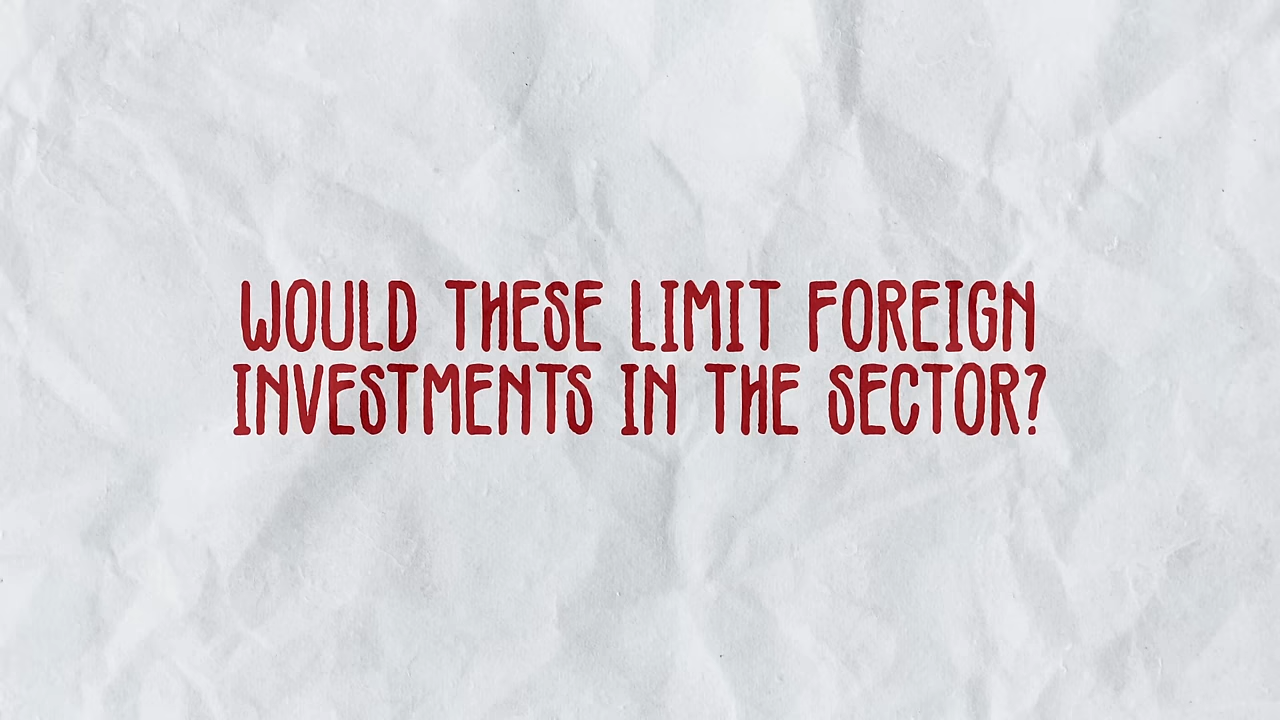 WOULD THESE LIMIT FOREIGN
INVESTMENTS IN THE SECTOR?